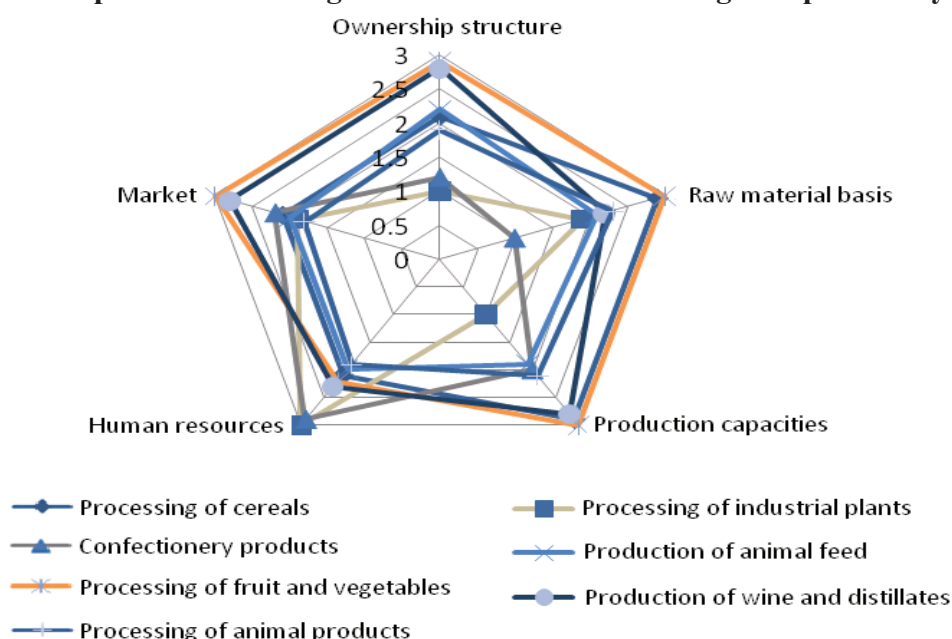 Ownership structure
3
2.5
2
1.5
1
0.5
0
Market
Raw material basis
Human resources
Production capacities
Processing of cereals
Processing of industrial plants
Confectionery products
Production of animal feed
Processing of fruit and vegetables
Production of wine and distillates
Processing of animal products